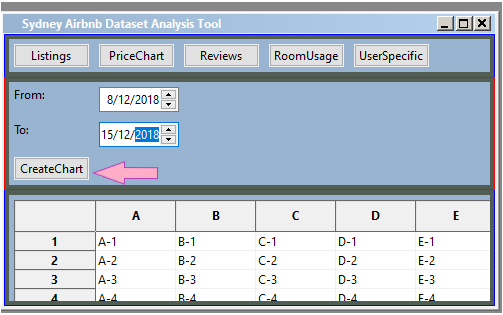 Sydney Airbnb Dataset Analysis Tool
Listings PriceChart Reviews RoomUsage UserSpecific
From: 8/12/2018
To: 15/12/2018
CreateChart
A B C D E
1 A-1 B-1 C-1 D-1 E-1
2 A-2 B-2 C-2 D-2 E-2
3 A-3 B-3 C-3 D-3 E-3
4 A-4 B-4 C-4 D-4 E-4